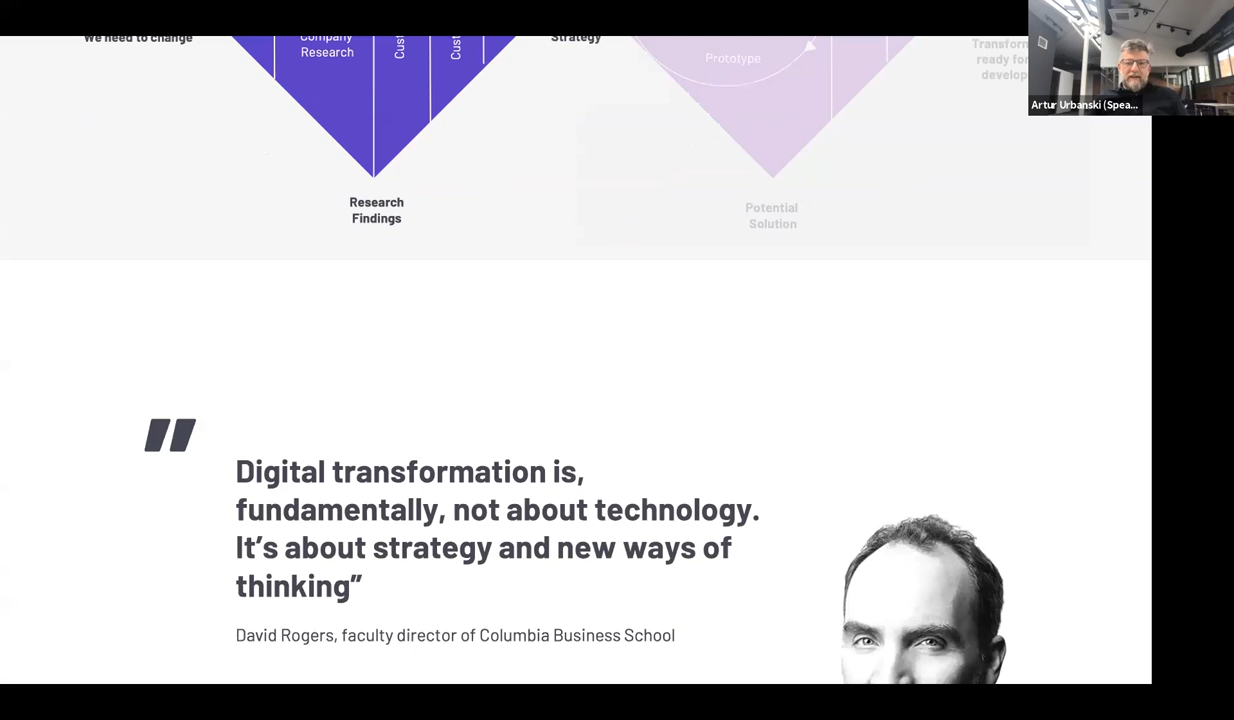 We need to change
Company
Research
Strategy
Prototype
ready for
Artur Urbanski (Spea...
Research
Findings
Potential
Solution
"
Digital transformation is,
fundamentally, not about technology.
It's about strategy and new ways of
thinking”
David Rogers, faculty director of Columbia Business School